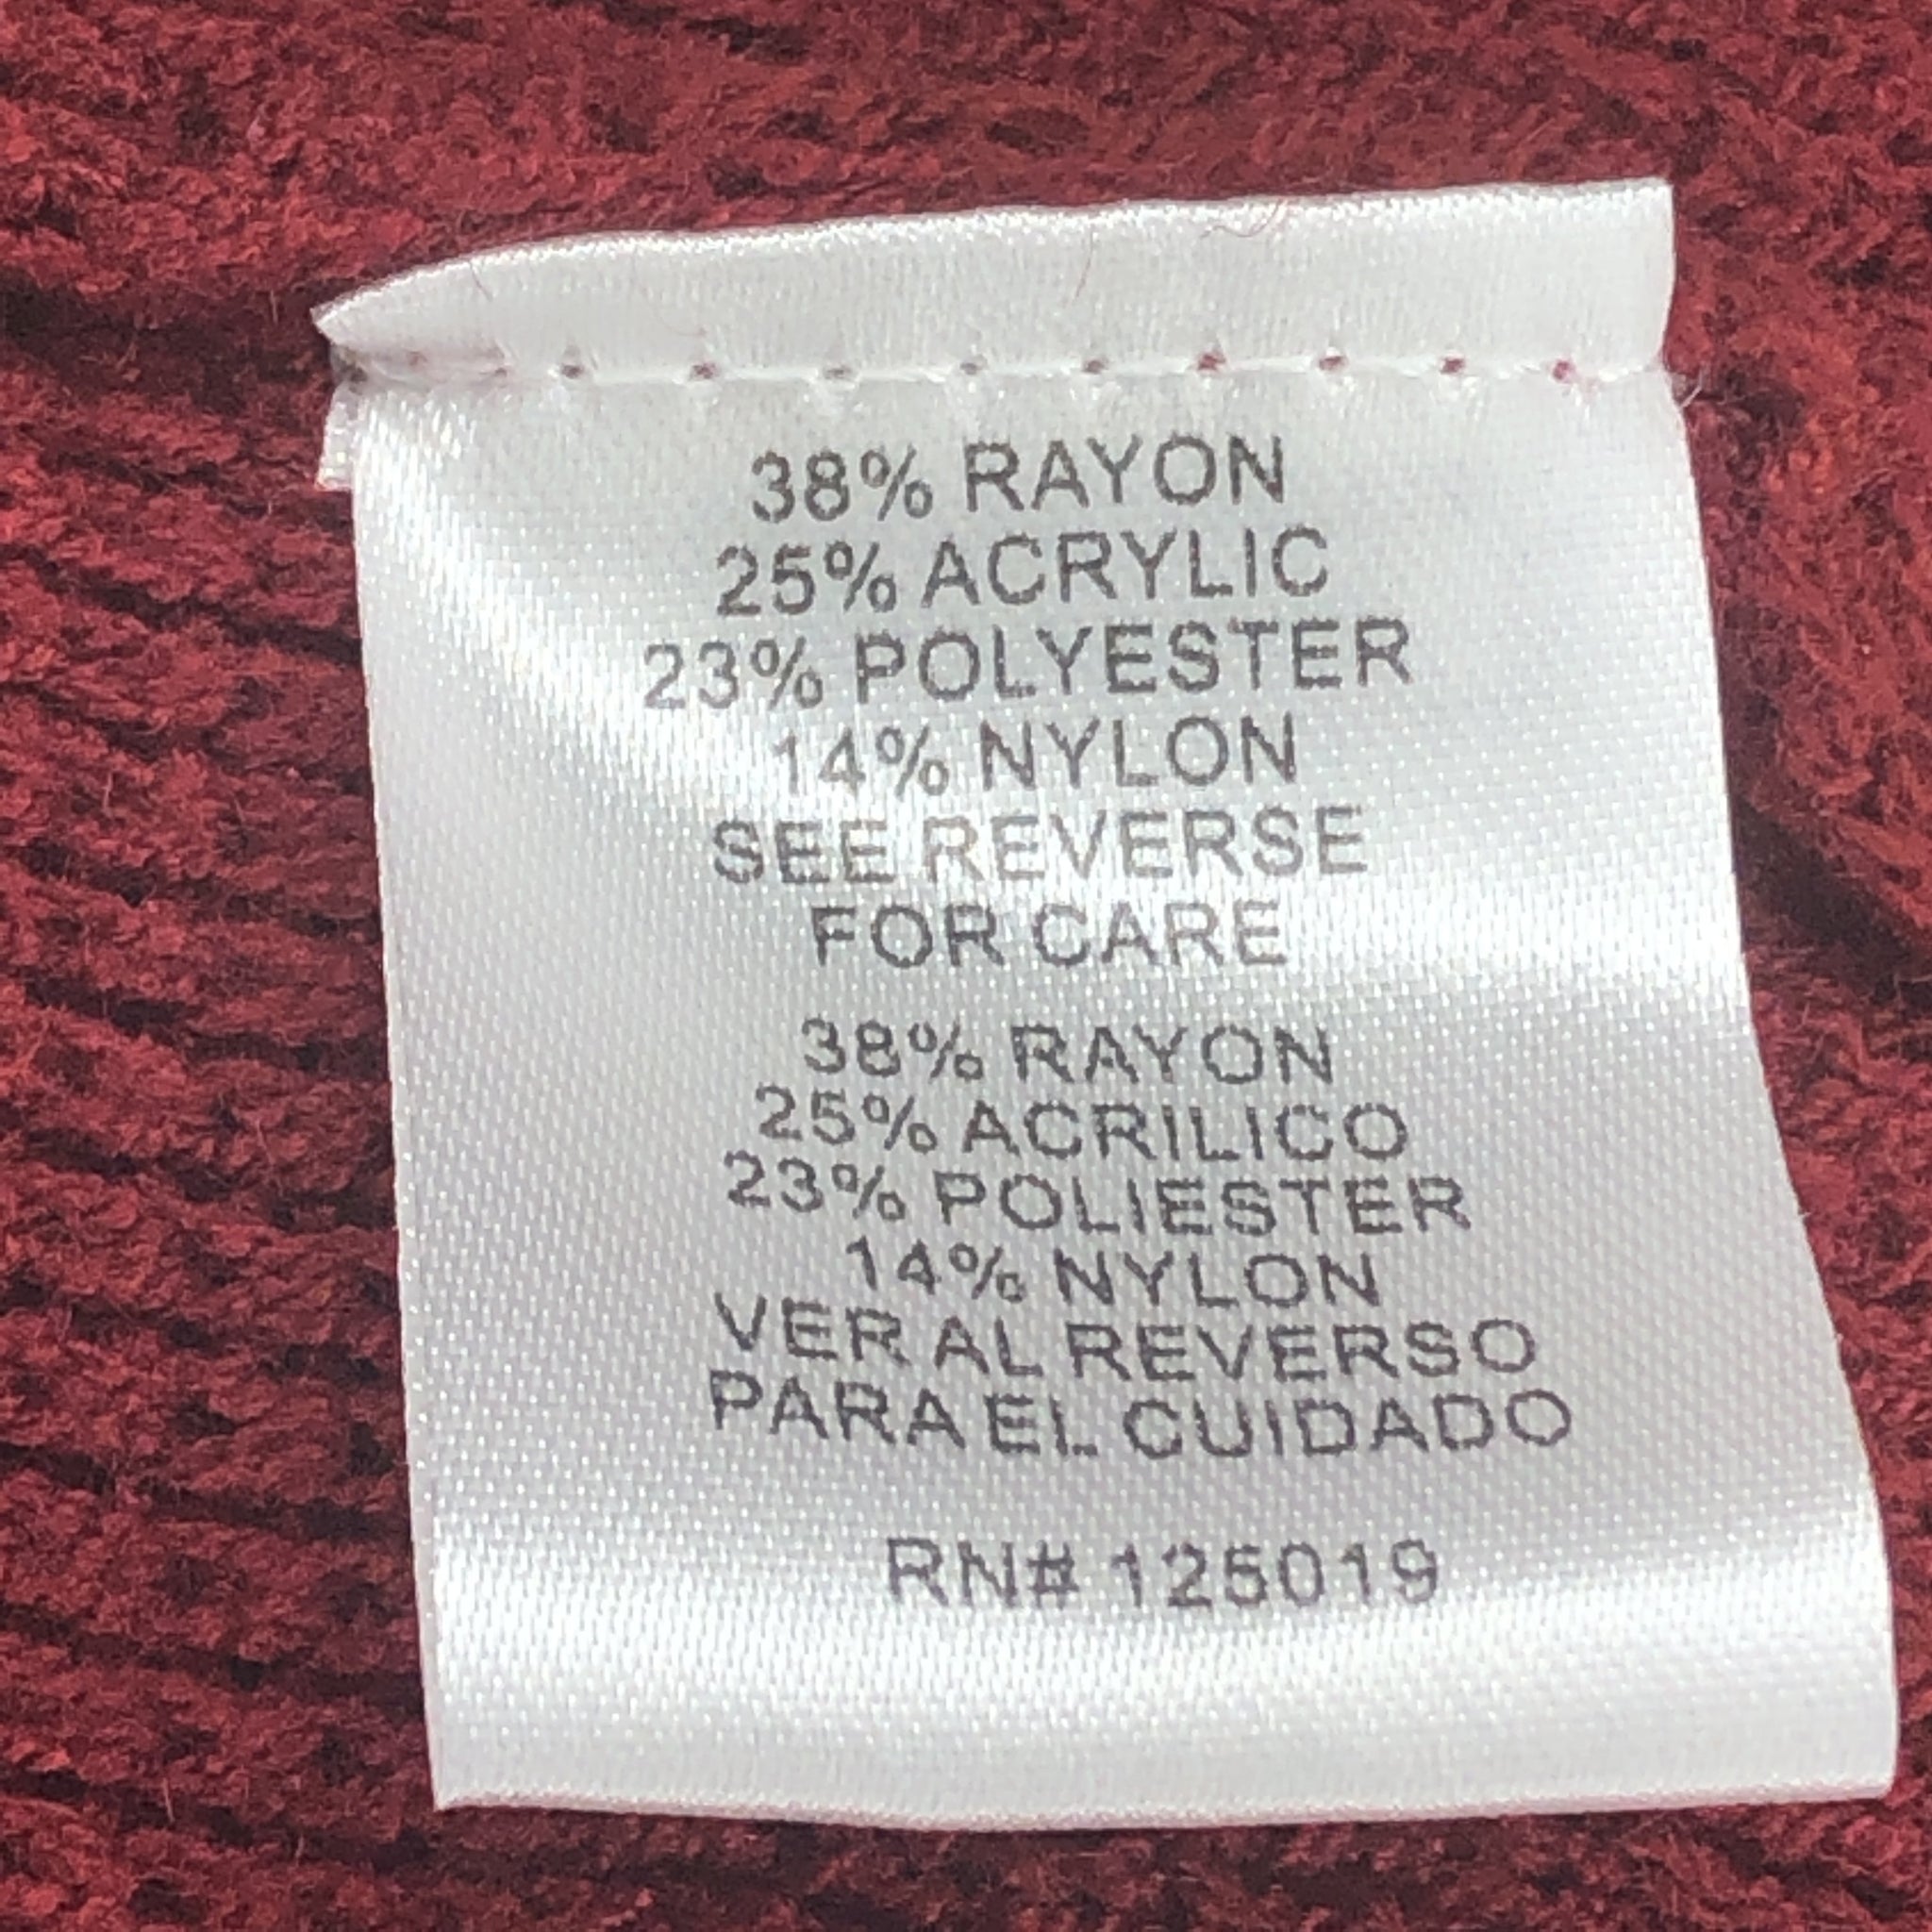 38% RAYON
25% ACRYLIC
23% POLYESTER
14% NYLON
SEE REVERSE
FOR CARE
38% RAYON
25% ACRILICO
23% POLIESTER
14% NYLON
VER AL REVERSO
PARA EL CUIDADO
RN# 125019